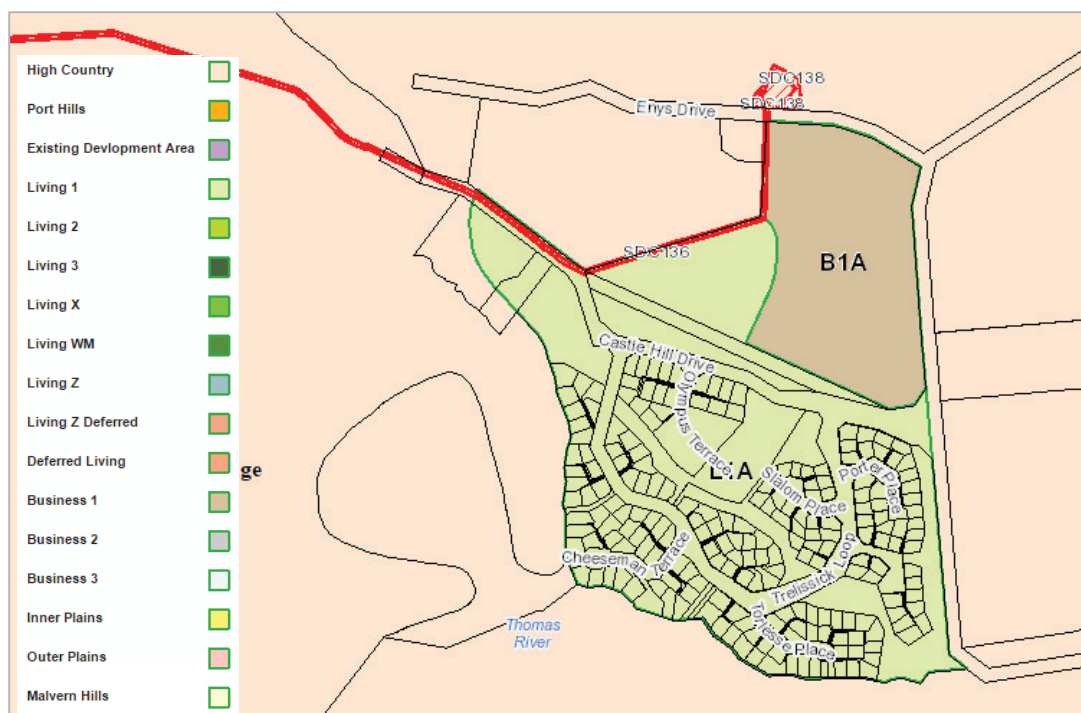 High Country
Port Hills
Existing Devlopment Area
Living 1
Living 2
Living 3
Living X
Living WM
Living Z
Living Z Deferred
Deferred Living
Business 1
Business 2
Business 3
Inner Plains
Outer Plains
Malvern Hills
ge
SDC138
SDC138
Enys Drive
SDC136
B1A
Castle Hill Drive
Olympus Terrace
L1A
Slalom Place
Porter Place
Cheeseman Terrace
Trelissick Loop
Torlesse Place
Thomas
River